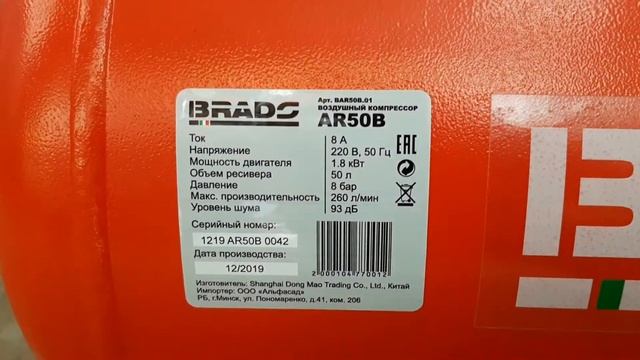 BRADO
Арт. BAR50B.01
ВОЗДУШНЫЙ КОМПРЕССОР
AR50B
Ток 8 А
Напряжение 220 В, 50 Гц
Мощность двигателя 1.8 кВт
Объем ресивера 50 л
Давление 8 бар
Макс. производительность 260 л/мин
Уровень шума 93 дБ
EAC
Серийный номер:
1219 AR50B 0042
Дата производства:
12/2019
2 000104 770012
Изготовитель: Shanghai Dong Mao Trading Co., Ltd., Китай
Импортер: ООО «Альфасад»
РБ, г.Минск, ул. Пономаренко, д.41, ком. 206